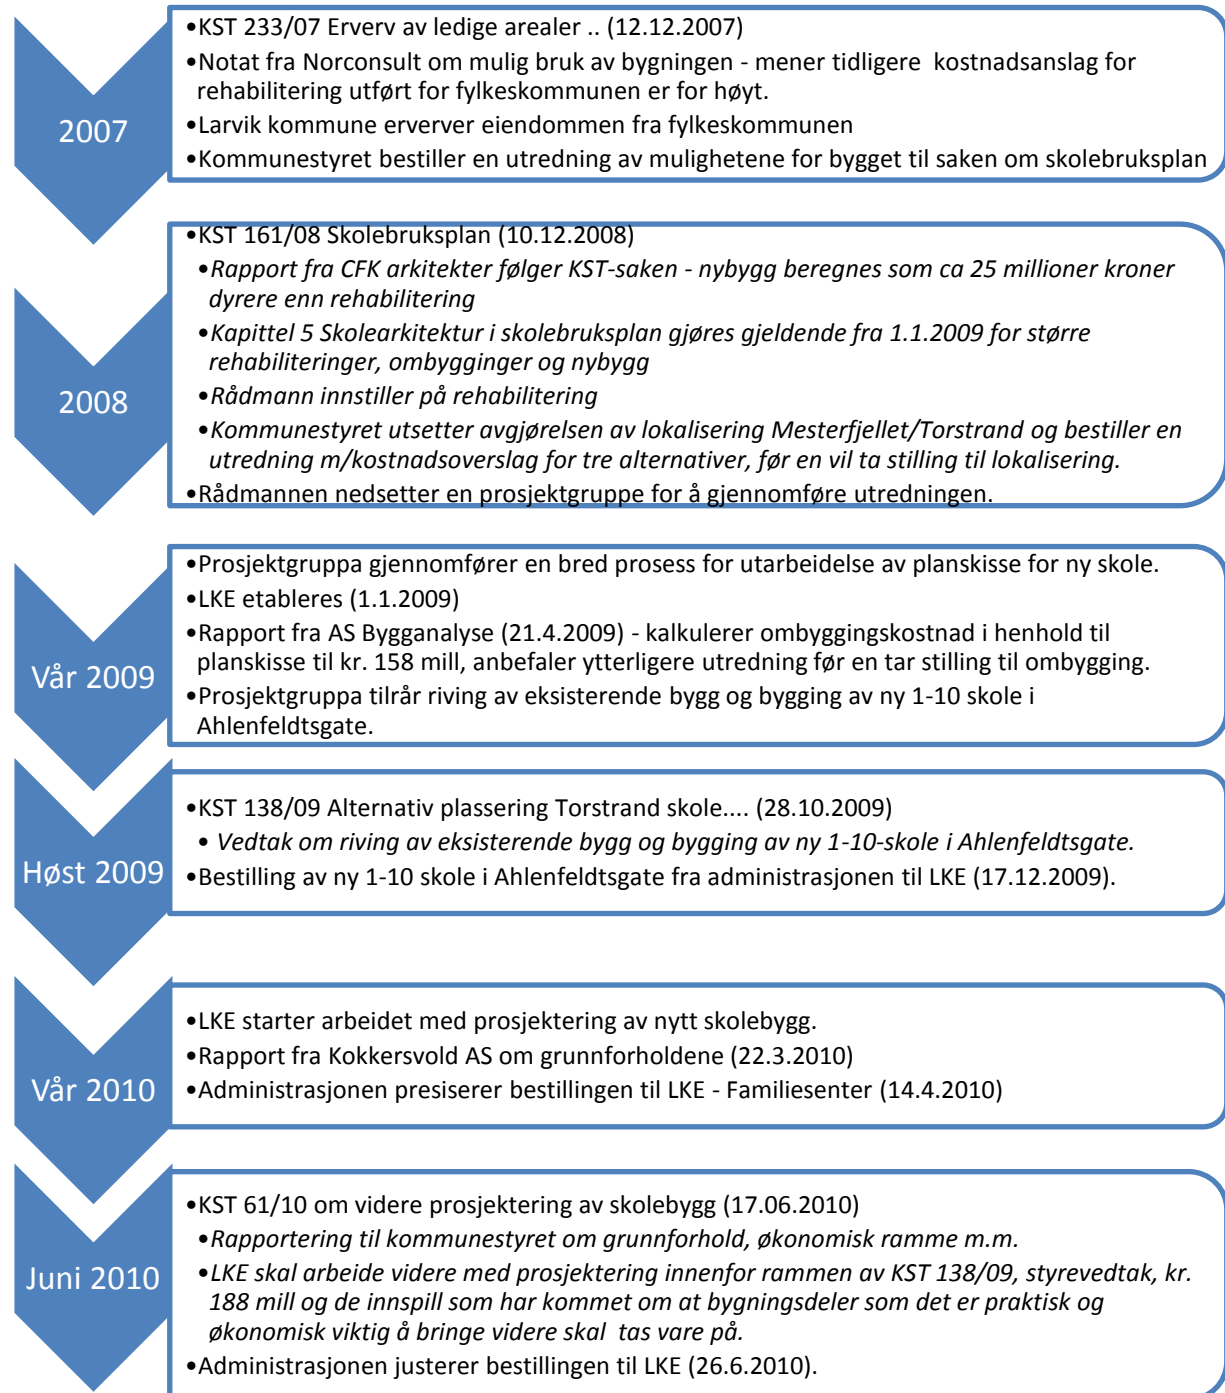 2007
•KST 233/07 Erverv av ledige arealer .. (12.12.2007)
•Notat fra Norconsult om mulig bruk av bygningen - mener tidligere  kostnadsanslag for
rehabilitering utført for fylkeskommunen er for høyt.
•Larvik kommune erverver eiendommen fra fylkeskommunen
•Kommunestyret bestiller en utredning av mulighetene for bygget til saken om skolebruksplan
2008
•KST 161/08 Skolebruksplan (10.12.2008)
•Rapport fra CFK arkitekter følger KST-saken - nybygg beregnes som ca 25 millioner kroner
dyrere enn rehabilitering
•Kapittel 5 Skolearkitektur i skolebruksplan gjøres gjeldende fra 1.1.2009 for større
rehabiliteringer, ombygginger og nybygg
•Rådmann innstiller på rehabilitering
•Kommunestyret utsetter avgjørelsen av lokalisering Mesterfjellet/Torstrand og bestiller en
utredning m/kostnadsoverslag for tre alternativer, før en vil ta stilling til lokalisering.
•Rådmannen nedsetter en prosjektgruppe for å gjennomføre utredningen.
Vår 2009
•Prosjektgruppa gjennomfører en bred prosess for utarbeidelse av planskisse for ny skole.
•LKE etableres (1.1.2009)
•Rapport fra AS Bygganalyse (21.4.2009) - kalkulerer ombyggingskostnad i henhold til
planskisse til kr. 158 mill, anbefaler ytterligere utredning før en tar stilling til ombygging.
•Prosjektgruppa tilrår riving av eksisterende bygg og bygging av ny 1-10 skole i
Ahlenfeldtsgate.
Høst 2009
•KST 138/09 Alternativ plassering Torstrand skole.... (28.10.2009)
• Vedtak om riving av eksisterende bygg og bygging av ny 1-10-skole i Ahlenfeldtsgate.
•Bestilling av ny 1-10 skole i Ahlenfeldtsgate fra administrasjonen til LKE (17.12.2009).
Vår 2010
•LKE starter arbeidet med prosjektering av nytt skolebygg.
•Rapport fra Kokkersvold AS om grunnforholdene (22.3.2010)
•Administrasjonen presiserer bestillingen til LKE - Familiesenter (14.4.2010)
Juni 2010
•KST 61/10 om videre prosjektering av skolebygg (17.06.2010)
•Rapportering til kommunestyret om grunnforhold, økonomisk ramme m.m.
•LKE skal arbeide videre med prosjektering innenfor rammen av KST 138/09, styrevedtak, kr.
188 mill og de innspill som har kommet om at bygningsdeler som det er praktisk og
økonomisk viktig å bringe videre skal  tas vare på.
•Administrasjonen justerer bestillingen til LKE (26.6.2010).